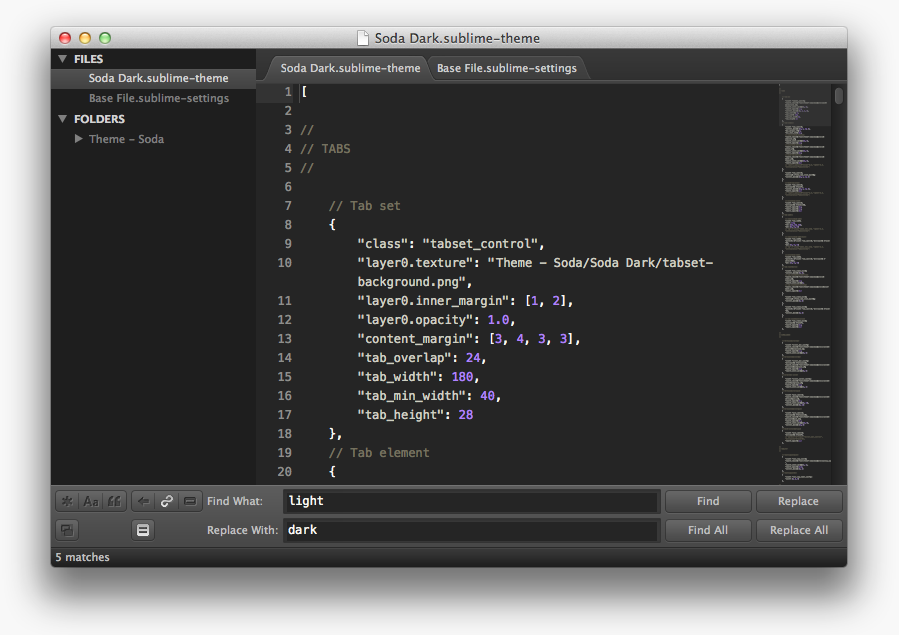 Soda Dark.sublime-theme
FILES
Soda Dark.sublime-theme
Base File.sublime-settings
FOLDERS
Theme - Soda
Soda Dark.sublime-theme
Base File.sublime-settings
1 [
2
3 //
4 // TABS
5 //
6
7 // Tab set
8 {
9 "class": "tabset_control",
10 "layer0.texture": "Theme - Soda/Soda Dark/tabset-
background.png",
11 "layer0.inner_margin": [1, 2],
12 "layer0.opacity": 1.0,
13 "content_margin": [3, 4, 3, 3],
14 "tab_overlap": 24,
15 "tab_width": 180,
16 "tab_min_width": 40,
17 "tab_height": 28
18 },
19 // Tab element
20 {
* Aa Find What: light Find Replace
Replace With: dark Find All Replace All
5 matches